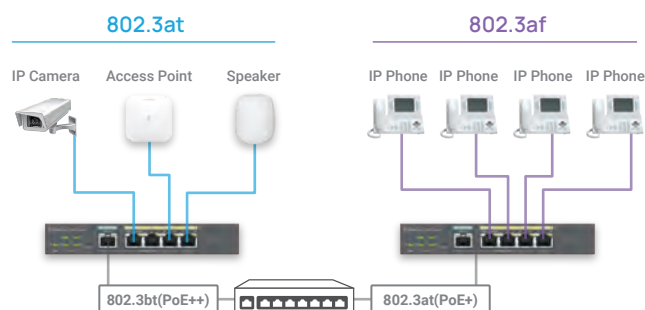 802.3at
802.3af
IP Camera
Access Point
Speaker
IP Phone
IP Phone
IP Phone
IP Phone
802.3bt(PoE++)
802.3at(PoE+)